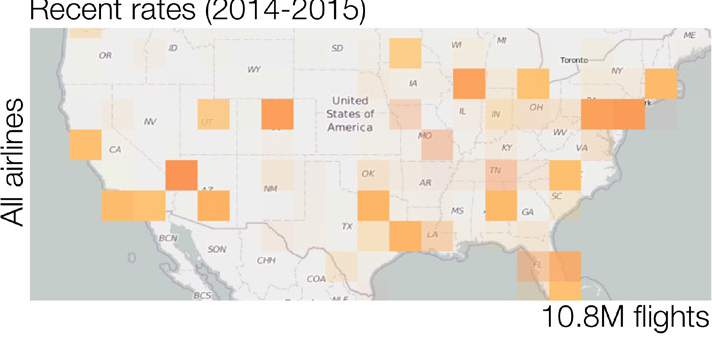 Recent rates (2014-2015)
All airlines
OR
ID
SD
WI
MI
ME
Toronto
WY
IA
NY
NV
UT
United
States of
America
IL
IN
OH
rk
CA
MO
KY
WV
VA
NM
OK
AR
TN
SC
TX
LA
MS
GA
BCN
SON
CHH
COA
BCS
FL
10.8M flights